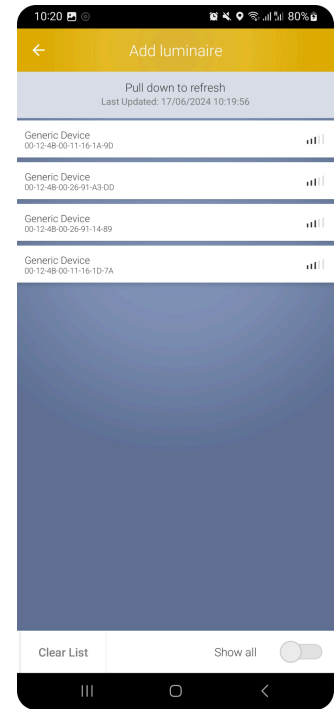 10:20
80%
Add luminaire
Pull down to refresh
Last Updated: 17/06/2024 10:19:56
Generic Device
00-12-4B-00-11-16-1A-9D
Generic Device
00-12-4B-00-26-91-A3-DD
Generic Device
00-12-4B-00-26-91-14-89
Generic Device
00-12-4B-00-11-16-1D-7A
Clear List
Show all